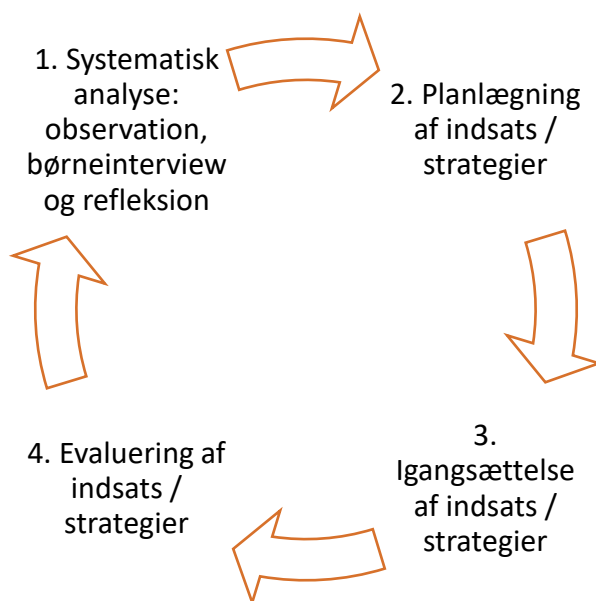 1. Systematisk
analyse:
observation,
børneinterview
og refleksion
2. Planlægning
af indsats /
strategier
3.
Igangsættelse
af indsats /
strategier
4. Evaluering af
indsats /
strategier